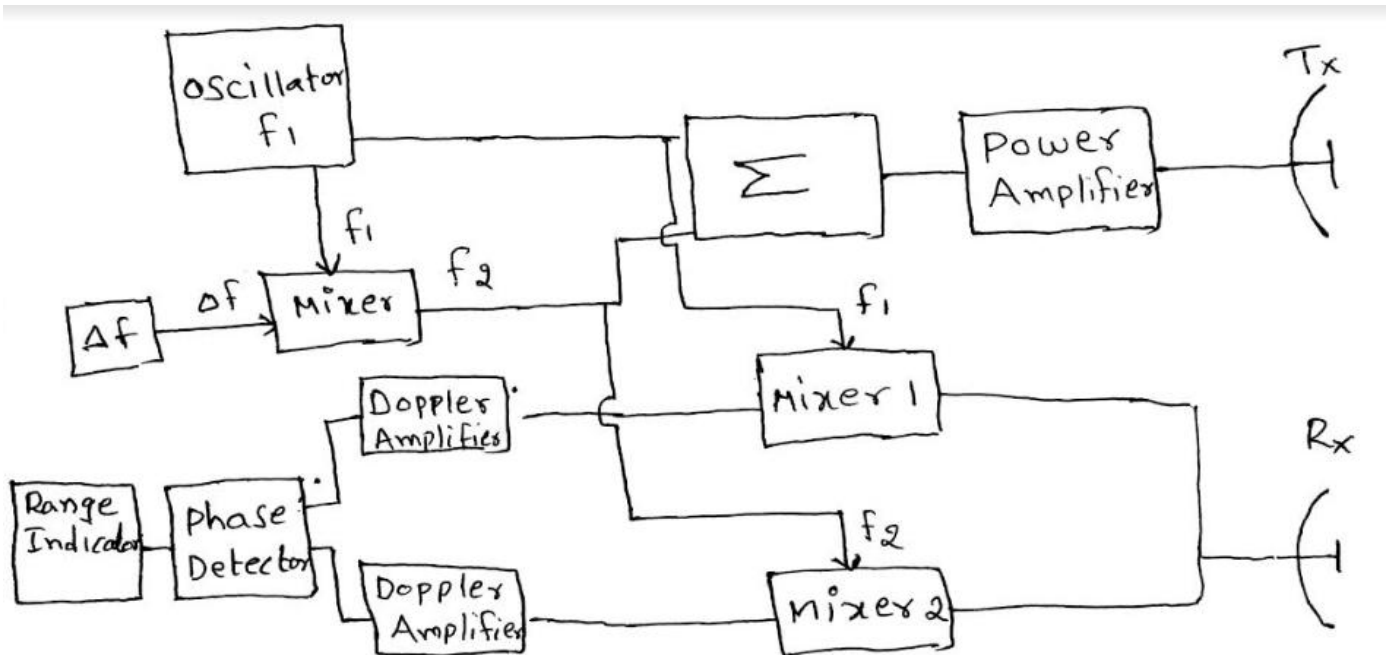 Oscillator
f1
Tx
Σ
Power
Amplifier
f1
f2
Δf
Δf
Mixer
f1
Mixer 1
Doppler
Amplifier
Rx
Range
Indicator
Phase
Detector
f2
Doppler
Amplifier
Mixer 2